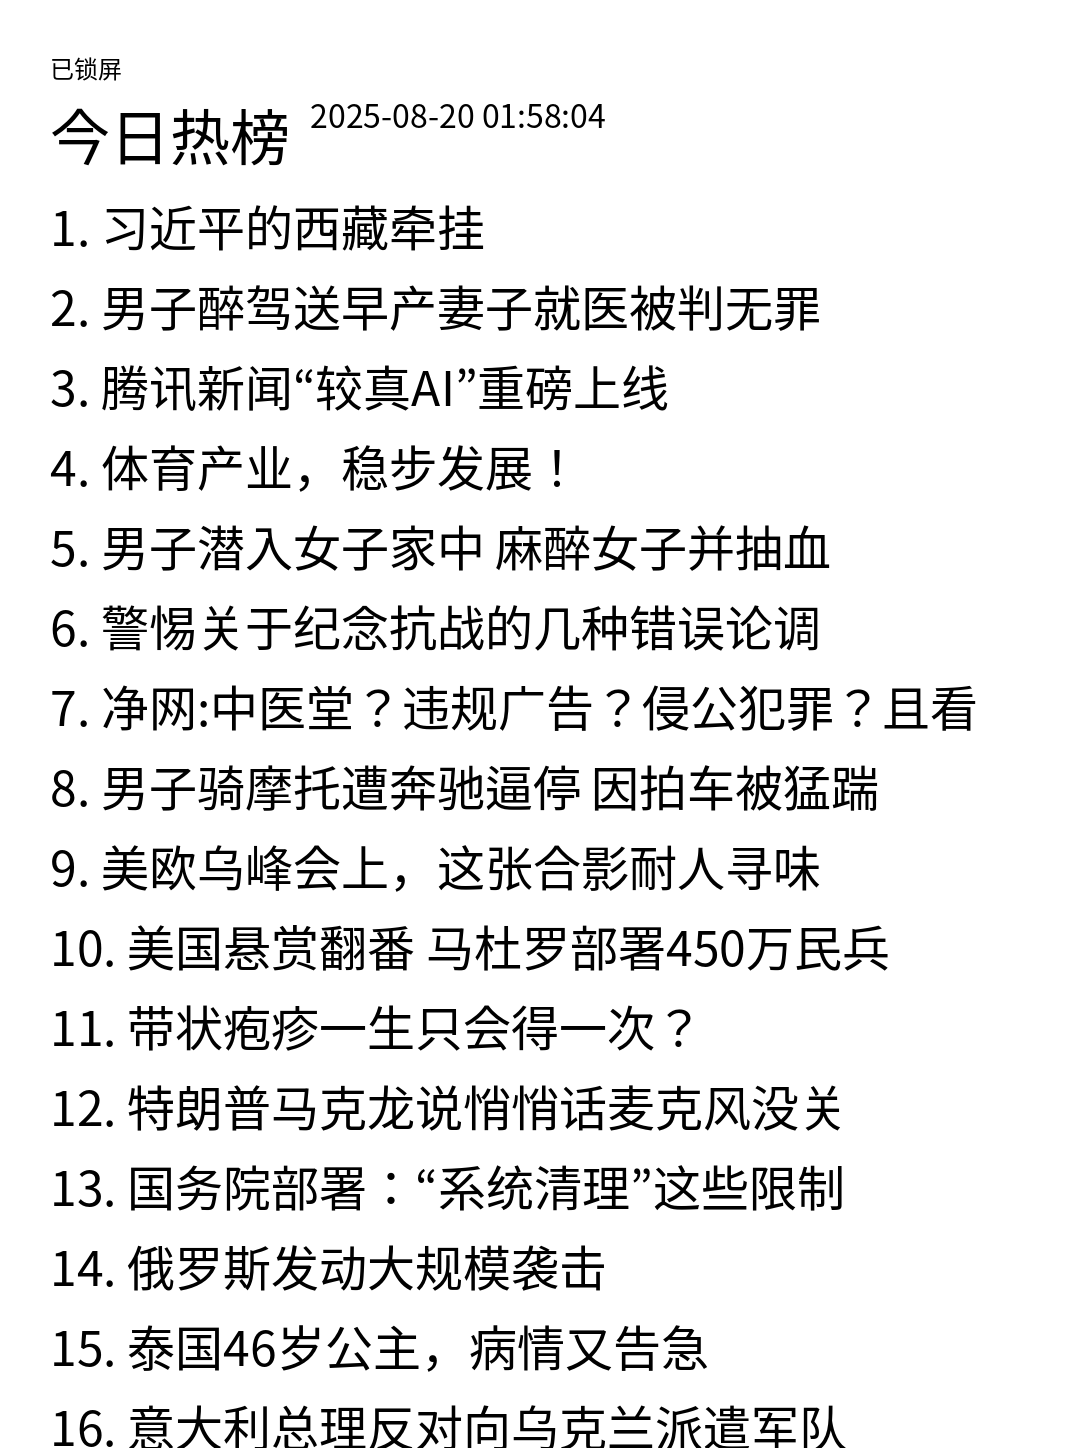 已锁屏
今日热榜 2025-08-20 01:58:04
1. 习近平的西藏牵挂
2. 男子醉驾送早产妻子就医被判无罪
3. 腾讯新闻“较真AI”重磅上线
4. 体育产业，稳步发展！
5. 男子潜入女子家中 麻醉女子并抽血
6. 警惕关于纪念抗战的几种错误论调
7. 净网:中医堂？违规广告？侵公犯罪？且看
8. 男子骑摩托遭奔驰逼停 因拍车被猛踹
9. 美欧乌峰会上，这张合影耐人寻味
10. 美国悬赏翻番 马杜罗部署450万民兵
11. 带状疱疹一生只会得一次？
12. 特朗普马克龙说悄悄话麦克风没关
13. 国务院部署：“系统清理”这些限制
14. 俄罗斯发动大规模袭击
15. 泰国46岁公主，病情又告急
16. 意大利总理反对向乌克兰派遣军队